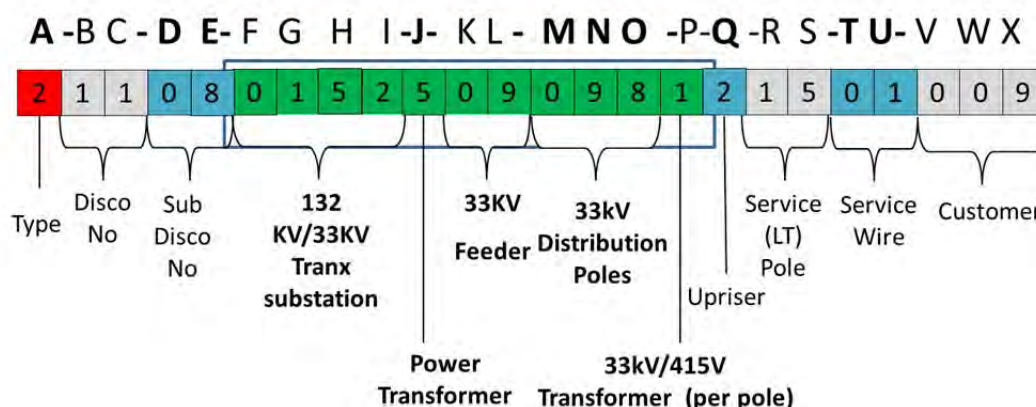 A -B C - D E- F G H I -J- K L - M N O -P-Q -R S -T U- V W X
2 1 1 0 8 0 1 5 2 5 0 9 0 9 8 1 2 1 5 0 1 0 0 9
Type
Disco
No
Sub
Disco
No
132
KV/33KV
Tranx
substation
33KV
Feeder
33kV
Distribution
Poles
Upriser
Service
(LT)
Pole
Service
Wire
Customer
Power
Transformer
33kV/415V
Transformer (per pole)